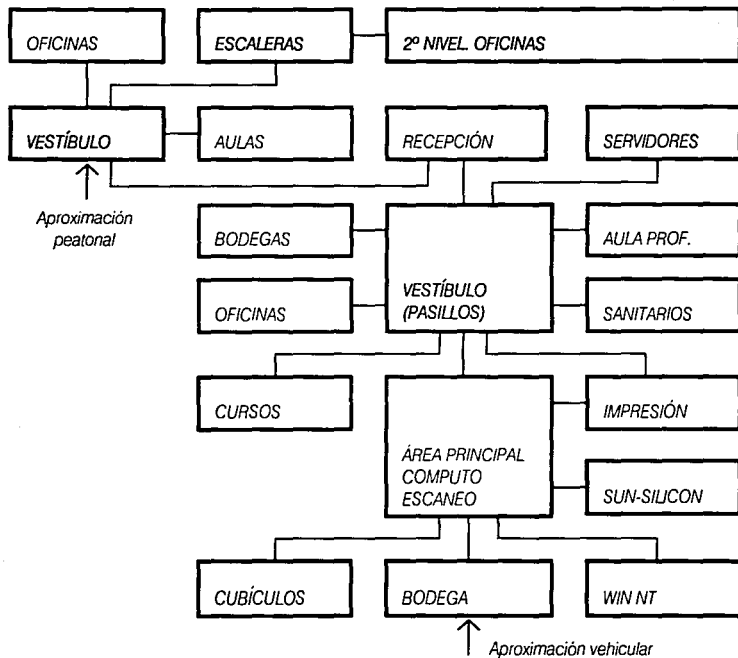 OFICINAS
ESCALERAS
2º NIVEL. OFICINAS
VESTÍBULO
AULAS
RECEPCIÓN
SERVIDORES
Aproximación
peatonal
BODEGAS
VESTÍBULO
(PASILLOS)
AULA PROF.
OFICINAS
SANITARIOS
CURSOS
ÁREA PRINCIPAL
COMPUTO
ESCANEO
IMPRESIÓN
SUN-SILICON
CUBÍCULOS
BODEGA
WIN NT
Aproximación vehicular